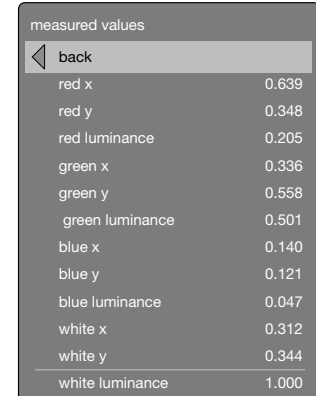 measured values
back
red x 0.639
red y 0.348
red luminance 0.205
green x 0.336
green y 0.558
green luminance 0.501
blue x 0.140
blue y 0.121
blue luminance 0.047
white x 0.312
white y 0.344
white luminance 1.000